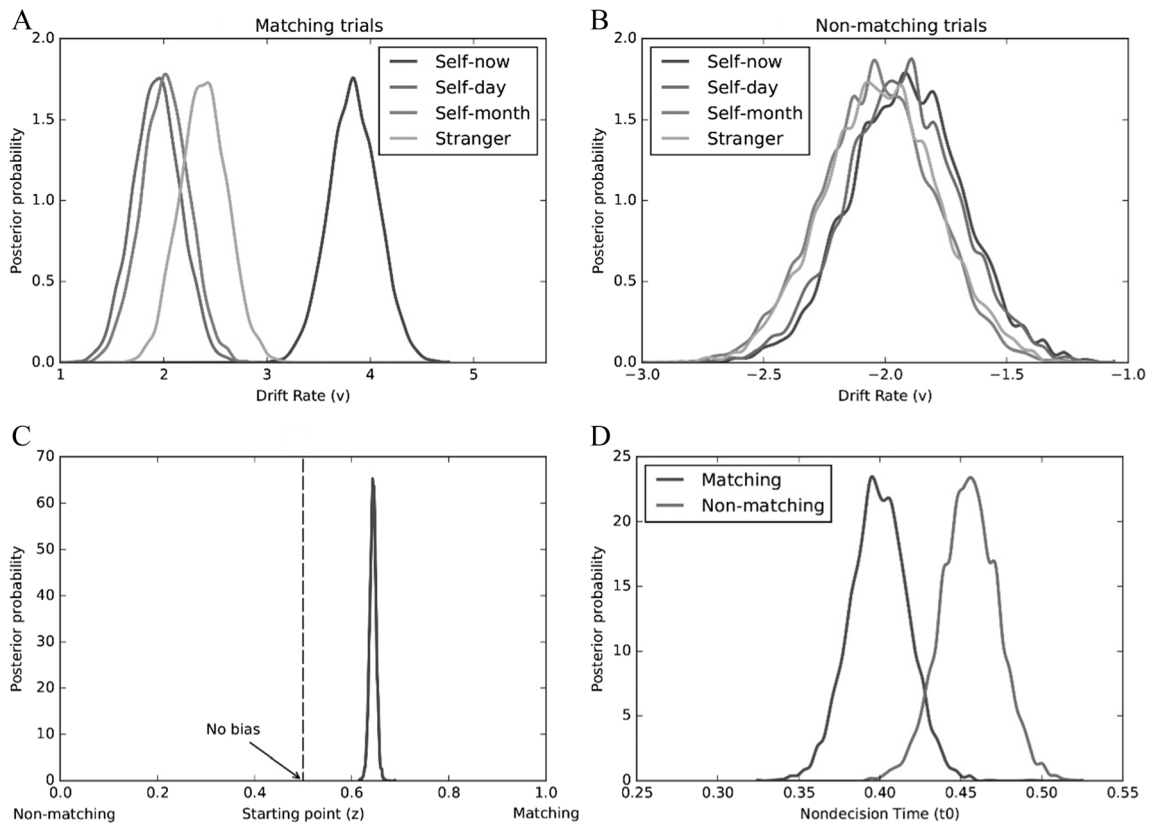 A
Matching trials
2.0
1.5
1.0
0.5
0.0
Posterior probability
Self-now
Self-day
Self-month
Stranger
1 2 3 4 5
Drift Rate (v)
B
Non-matching trials
2.0
1.5
1.0
0.5
0.0
Posterior probability
Self-now
Self-day
Self-month
Stranger
−3.0 −2.5 −2.0 −1.5 −1.0
Drift Rate (v)
C
70
60
50
40
30
20
10
0
Posterior probability
No bias
0.0 0.2 0.4 0.6 0.8 1.0
Non-matching Starting point (z) Matching
D
25
20
15
10
5
0
Posterior probability
Matching
Non-matching
0.25 0.30 0.35 0.40 0.45 0.50 0.55
Nondecision Time (t0)